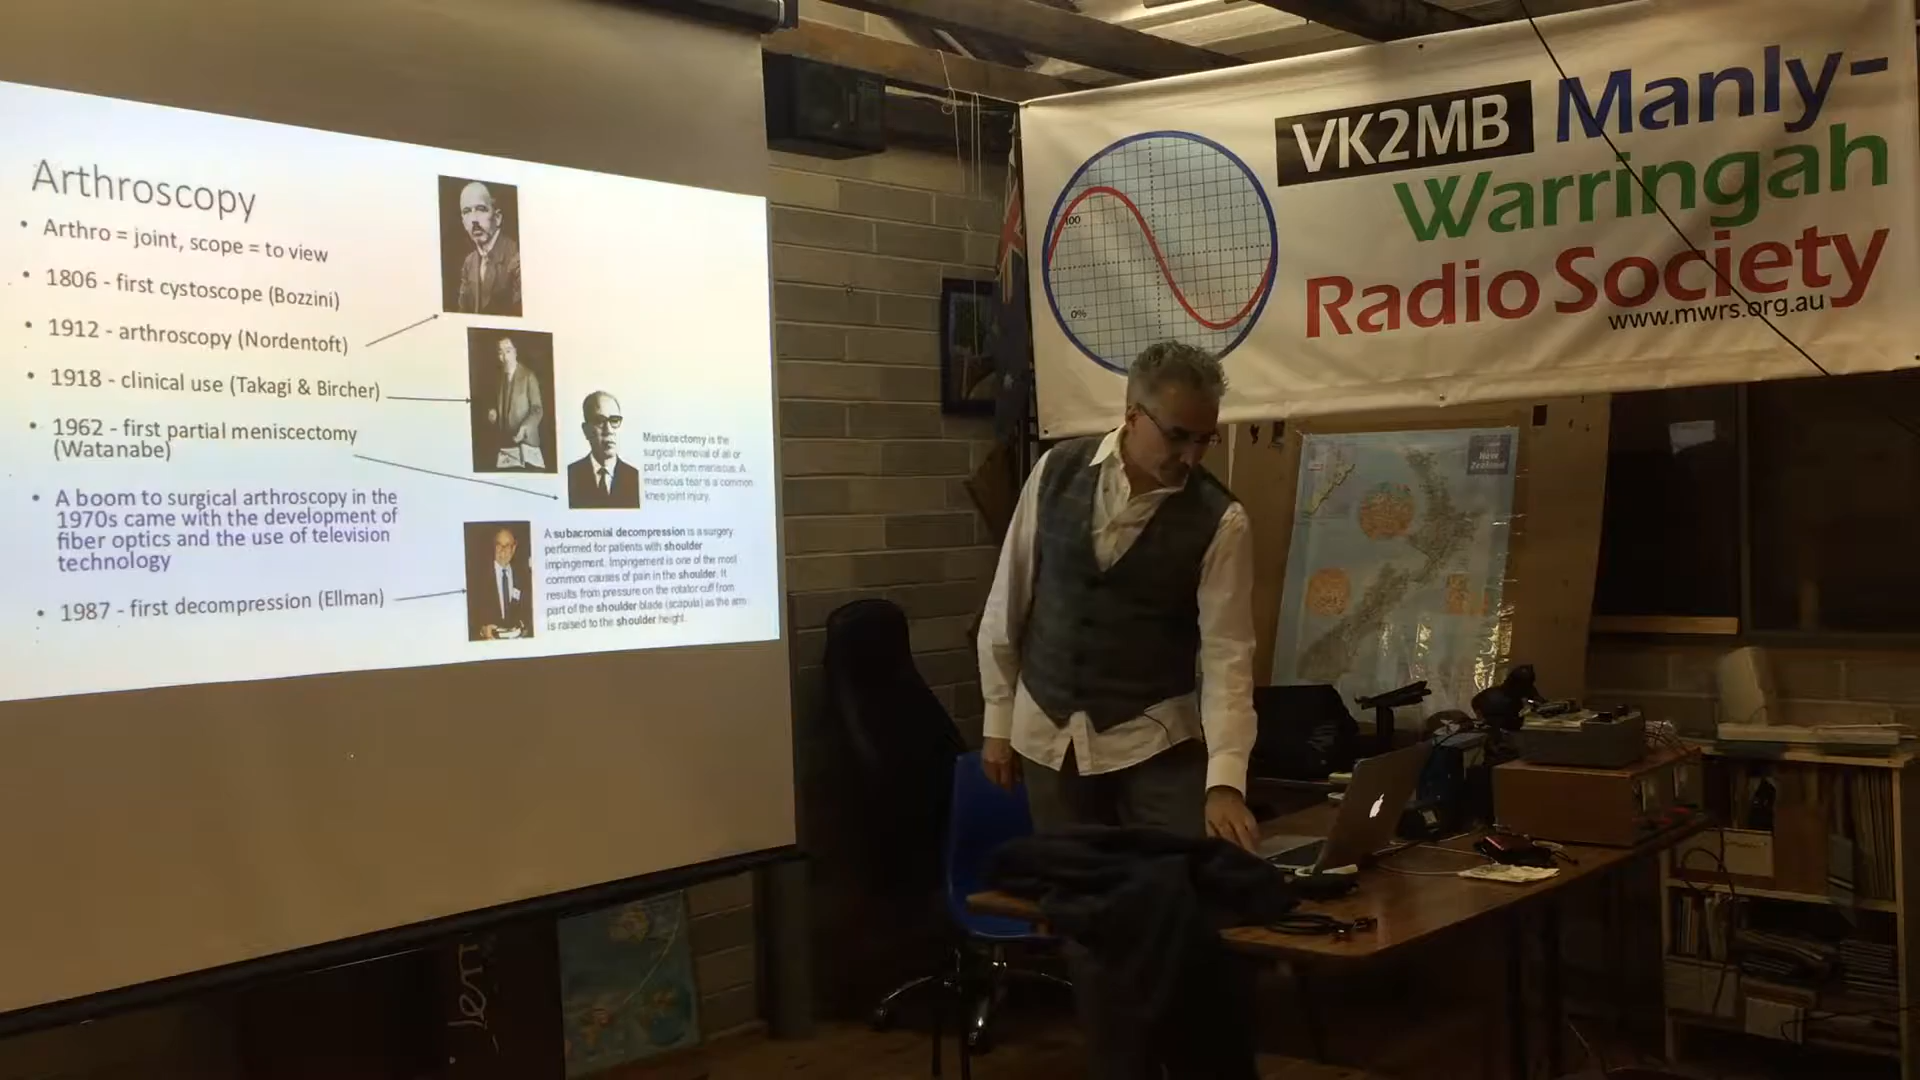 Arthroscopy
• Arthro = joint, scope = to view
• 1806 - first cystoscope (Bozzini)
• 1912 - arthroscopy (Nordentoft)
• 1918 - clinical use (Takagi & Bircher)
• 1962 - first partial meniscectomy
(Watanabe)
• A boom to surgical arthroscopy in the
1970s came with the development of
fiber optics and the use of television
technology
• 1987 - first decompression (Ellman)
Meniscectomy is the
surgical removal of all or
part of a torn meniscus. A
meniscus tear is a common
knee joint injury.
A subacromial decompression is a surgery
performed for patients with shoulder
impingement. Impingement is one of the most
common causes of pain in the shoulder. It
results from pressure on the rotator cuff from
part of the shoulder blade (scapula) as the arm
is raised to the shoulder height.
VK2MB Manly-
Warringah
Radio Society
www.mwrs.org.au
100
0%
New
Zealand